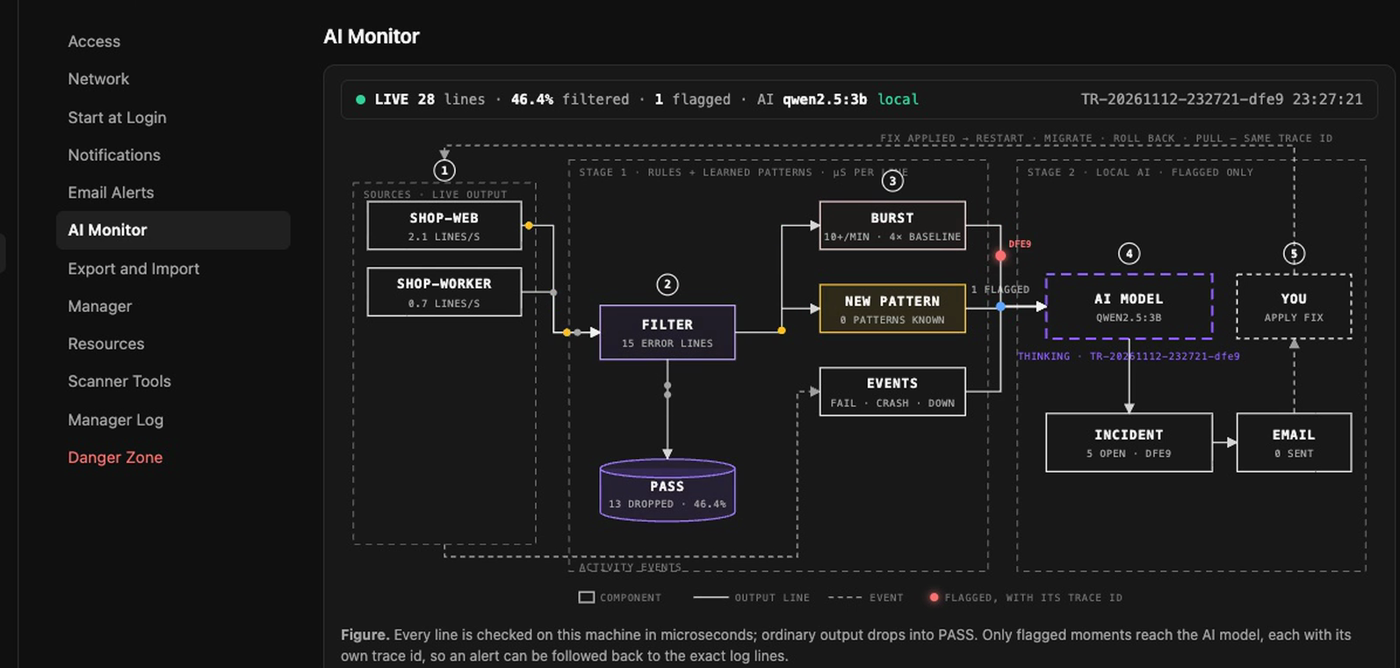 AI Monitor
Access
Network
Start at Login
Notifications
Email Alerts
AI Monitor
Export and Import
Manager
Resources
Scanner Tools
Manager Log
Danger Zone
LIVE 28 lines · 46.4% filtered · 1 flagged · AI qwen2.5:3b local
TR-20261112-232721-dfe9 23:27:21
FIX APPLIED → RESTART · MIGRATE · ROLL BACK · PULL — SAME TRACE ID
1
SOURCES · LIVE OUTPUT
SHOP-WEB
2.1 LINES/S
SHOP-WORKER
0.7 LINES/S
STAGE 1 · RULES + LEARNED PATTERNS · µS PER
2
FILTER
15 ERROR LINES
PASS
13 DROPPED · 46.4%
3
BURST
10+/MIN · 4× BASELINE
NEW PATTERN
0 PATTERNS KNOWN
EVENTS
FAIL · CRASH · DOWN
ACTIVITY EVENTS
DFE9
1 FLAGGED
STAGE 2 · LOCAL AI · FLAGGED ONLY
4
AI MODEL
QWEN2.5:3B
THINKING · TR-20261112-232721-dfe9
5
YOU
APPLY FIX
INCIDENT
5 OPEN · DFE9
EMAIL
0 SENT
COMPONENT
OUTPUT LINE
EVENT
FLAGGED, WITH ITS TRACE ID
Figure. Every line is checked on this machine in microseconds; ordinary output drops into PASS. Only flagged moments reach the AI model, each with its
own trace id, so an alert can be followed back to the exact log lines.